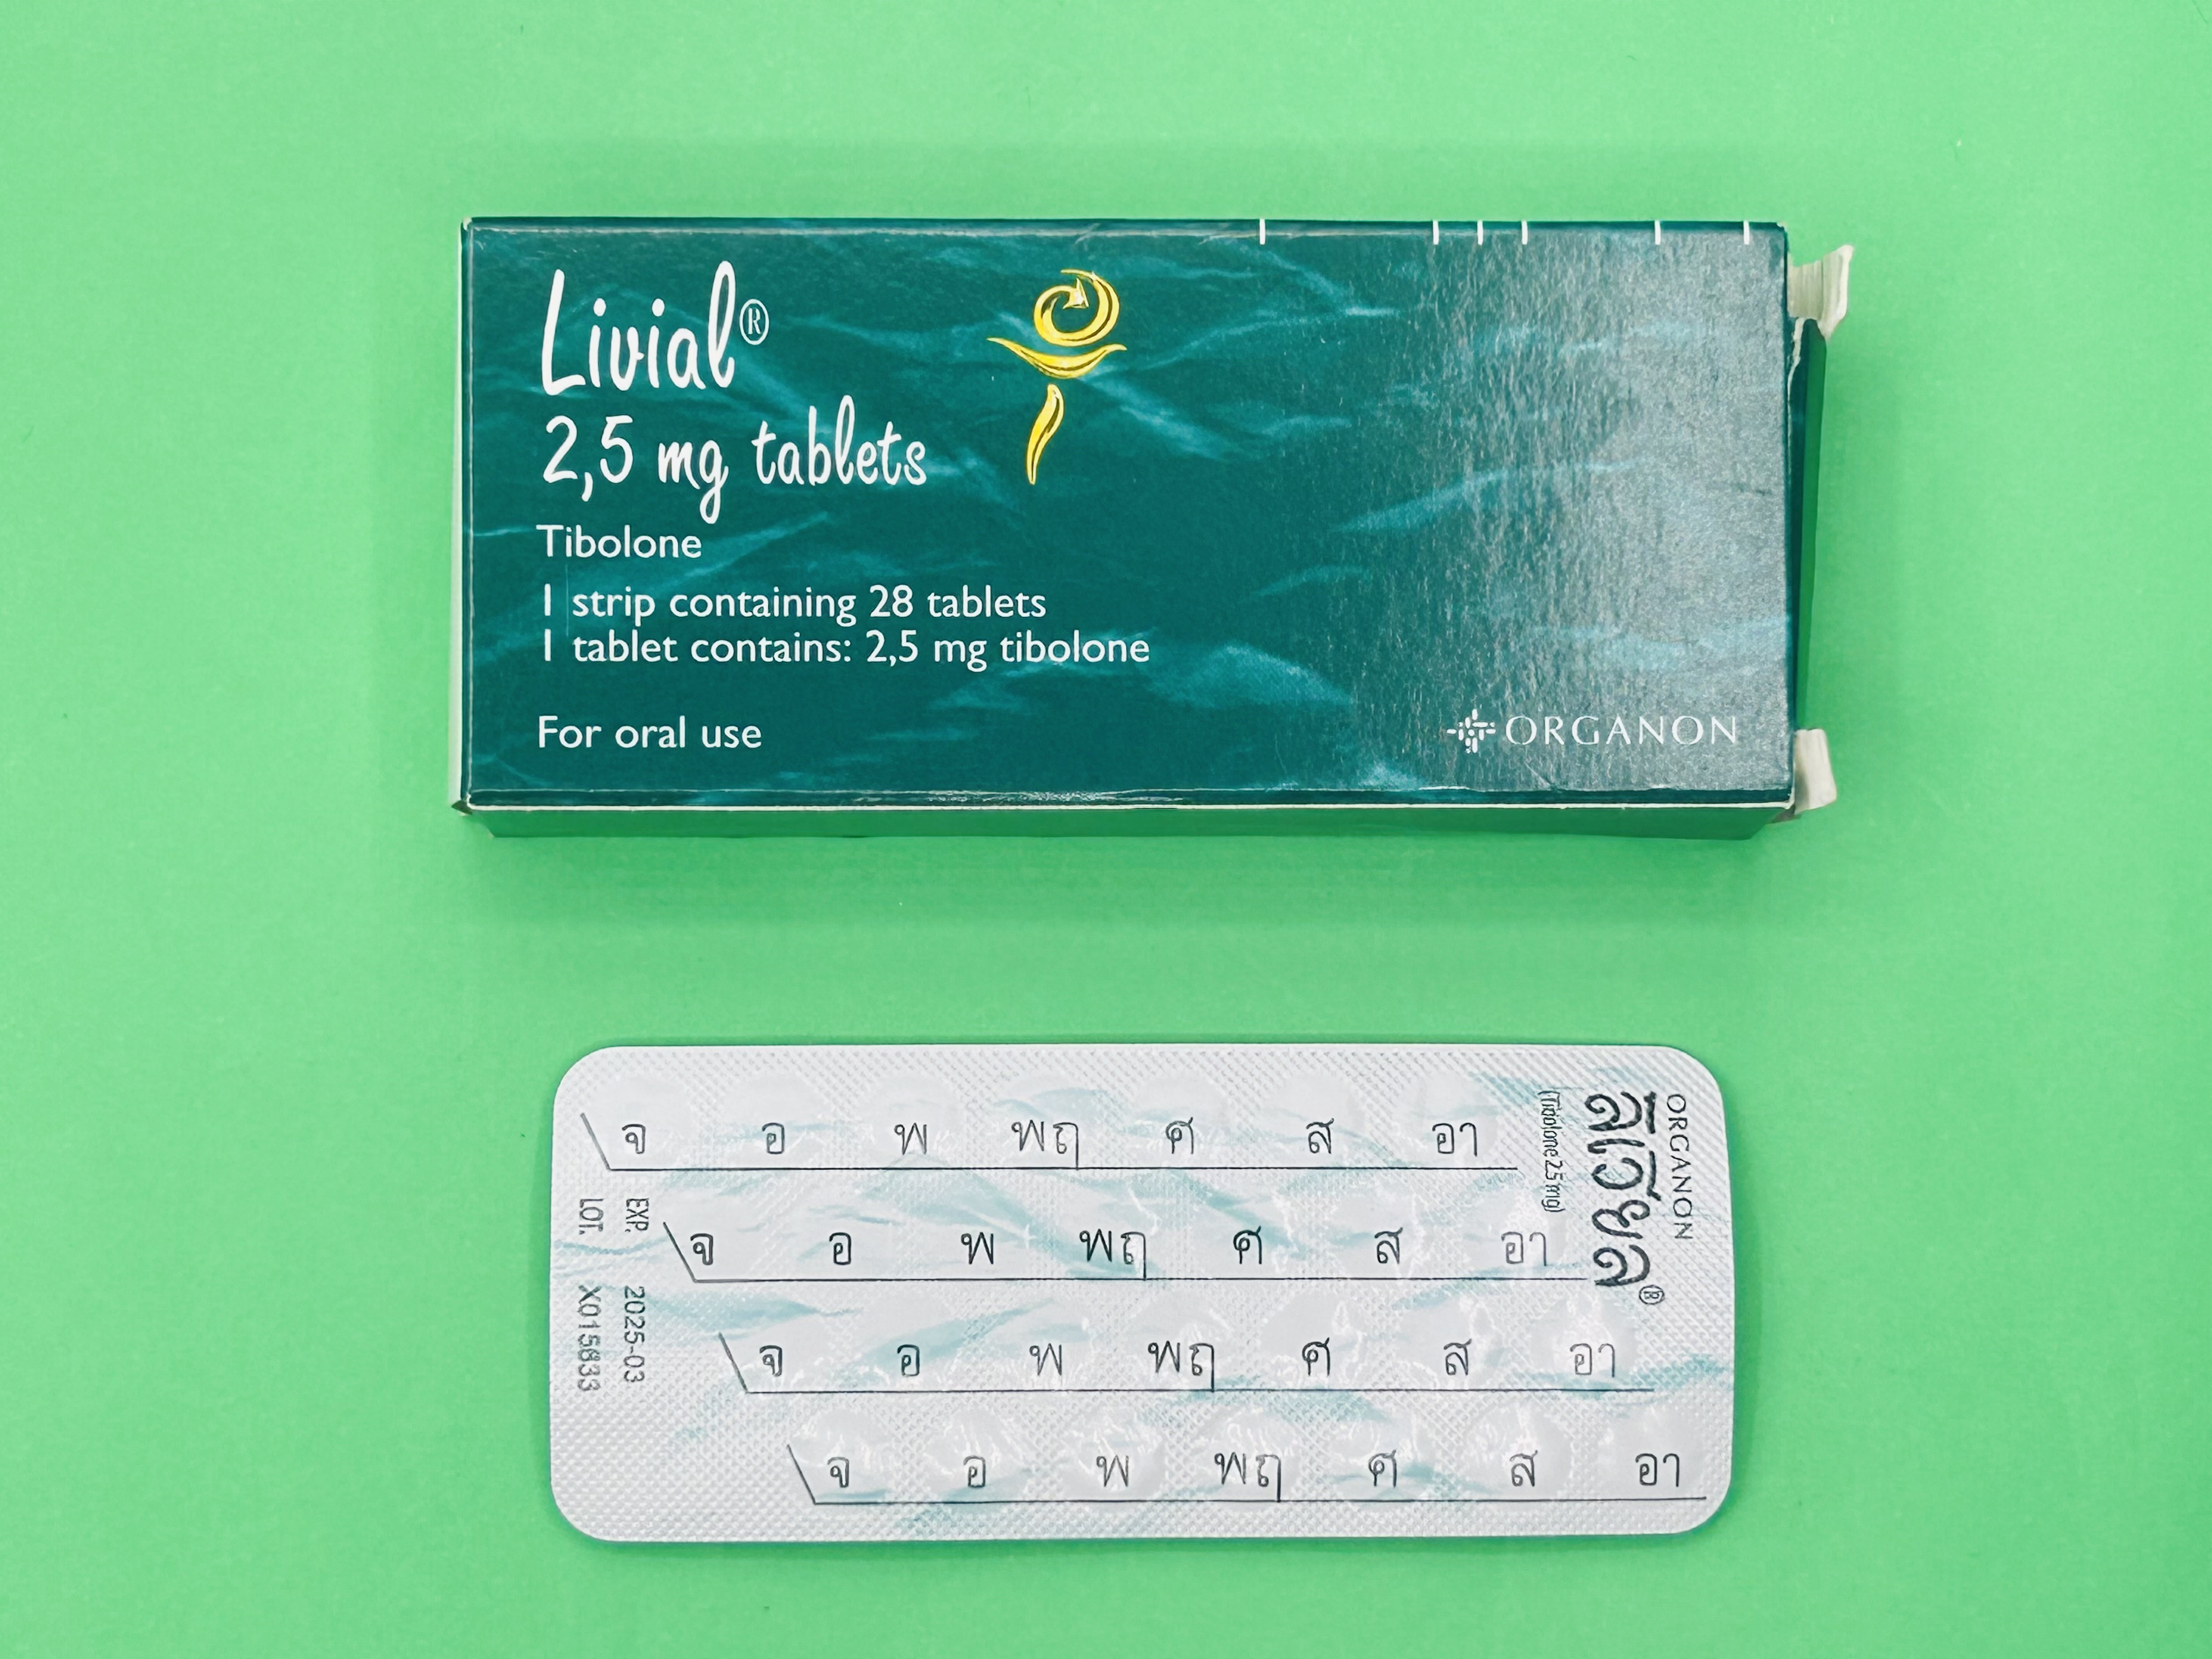 Livial®
2,5 mg tablets
Tibolone
1 strip containing 28 tablets
1 tablet contains: 2,5 mg tibolone
For oral use
ORGANON
จ อ พ พฤ ศ ส อา
จ อ พ พฤ ศ ส อา
จ อ พ พฤ ศ ส อา
จ อ พ พฤ ศ ส อา
ORGANON
ลิเวียล®
(Tibolone 2.5 mg)
EXP. 2025-03
LOT. X015833